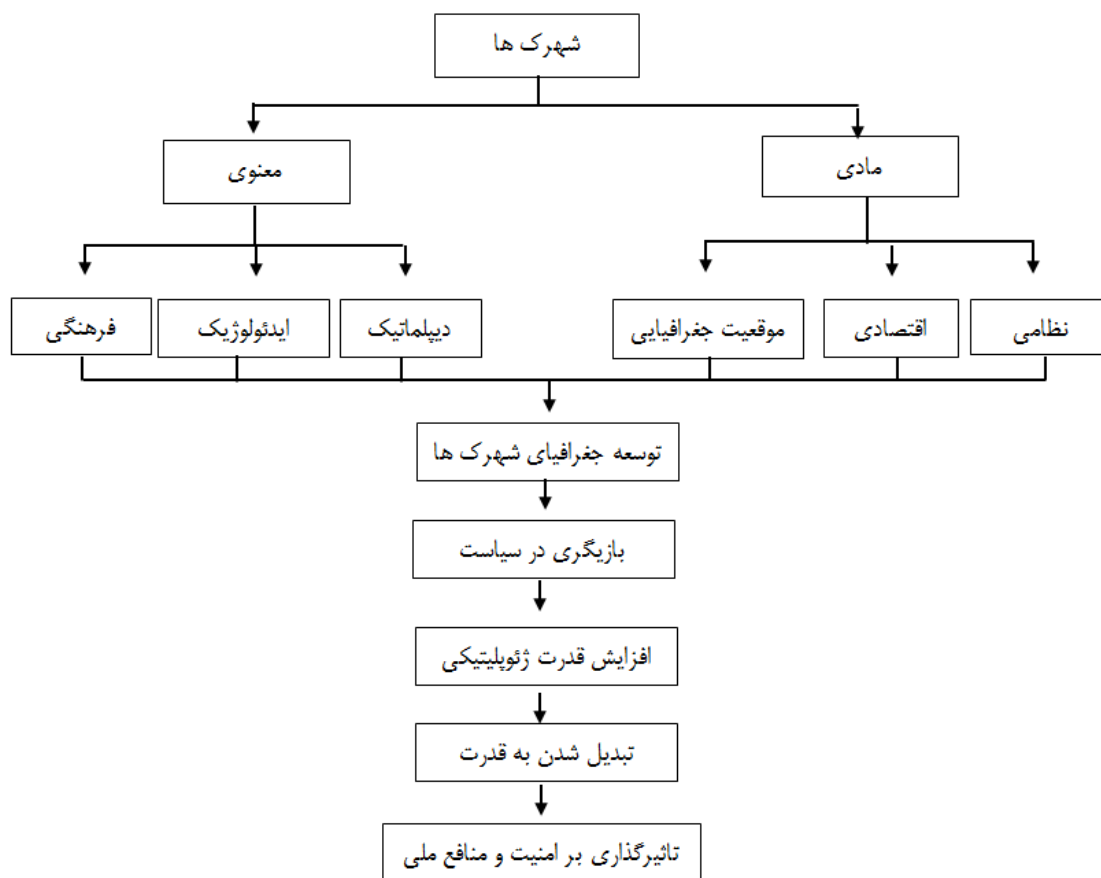 شهرک ها
مادی
معنوی
نظامی
اقتصادی
موقعیت جغرافیایی
دیپلماتیک
ایدئولوژیک
فرهنگی
توسعه جغرافیای شهرک ها
بازیگری در سیاست
افزایش قدرت ژئوپلیتیکی
تبدیل شدن به قدرت
تاثیرگذاری بر امنیت و منافع ملی